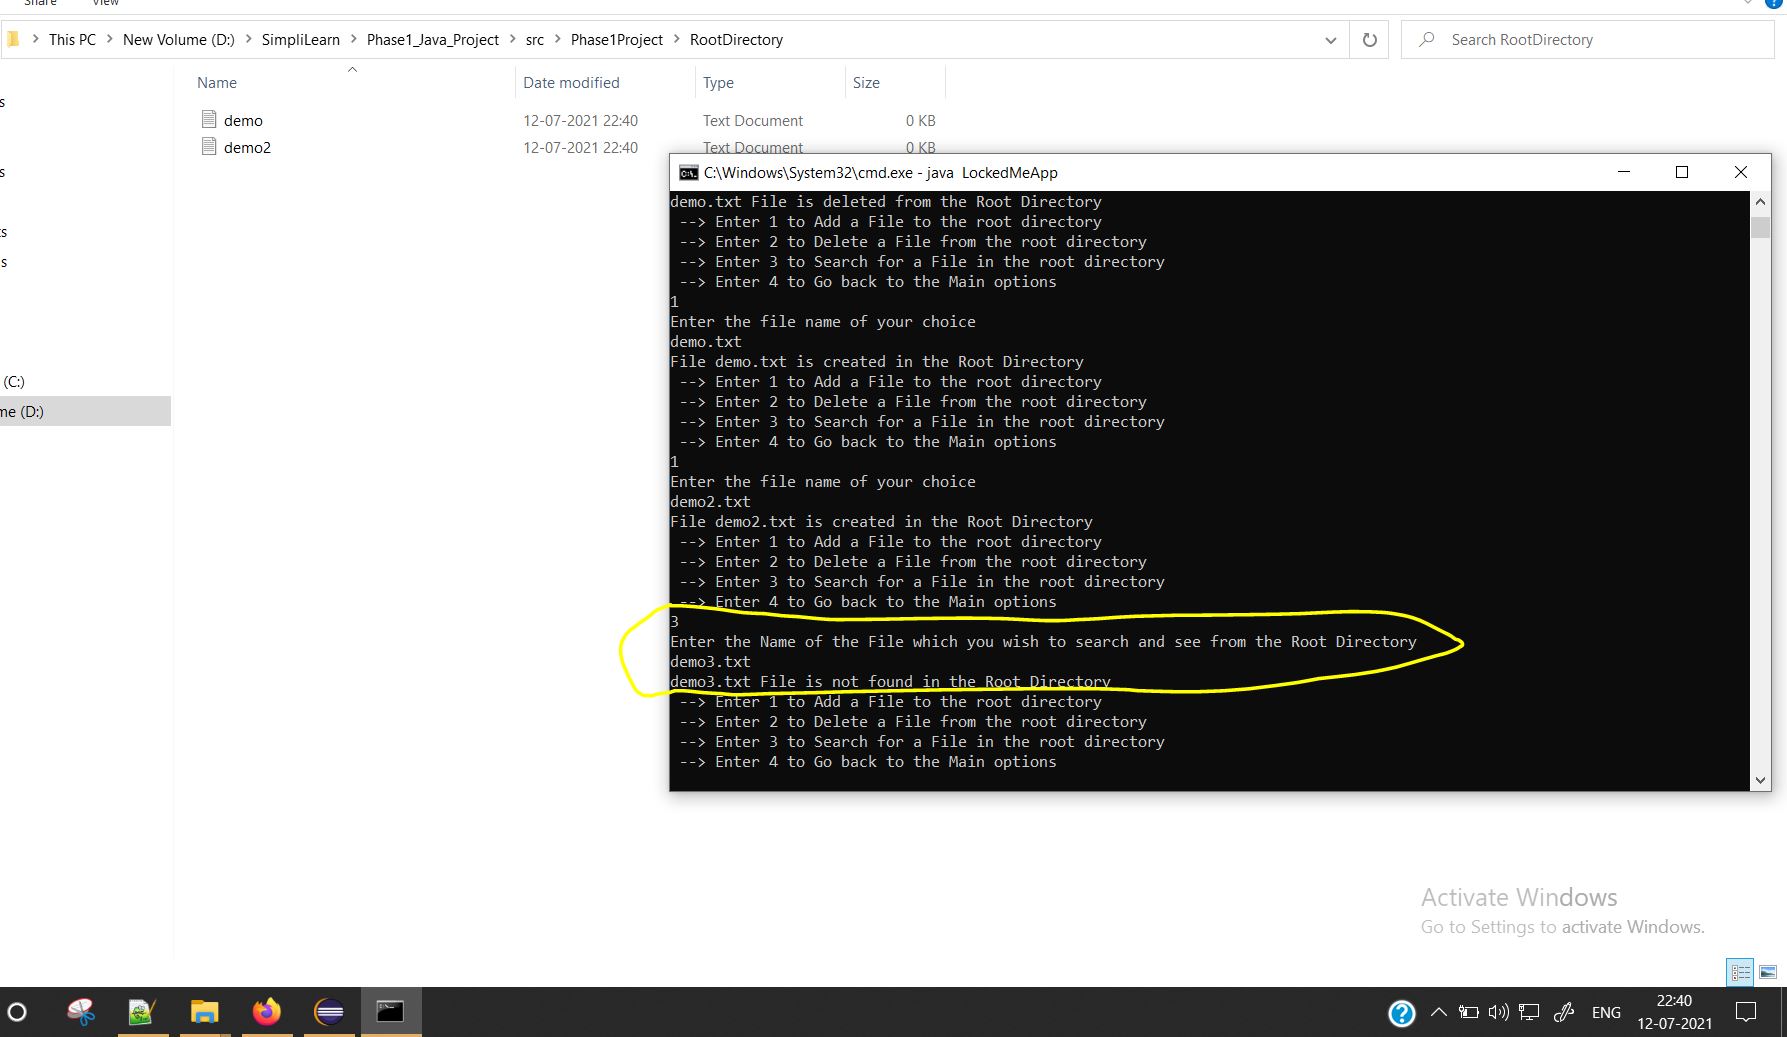 Share View
This PC > New Volume (D:) > SimpliLearn > Phase1_Java_Project > src > Phase1Project > RootDirectory
Search RootDirectory
Name Date modified Type Size
demo 12-07-2021 22:40 Text Document 0 KB
demo2 12-07-2021 22:40 Text Document 0 KB
s
s
ts
s
(C:)
me (D:)
C:\Windows\System32\cmd.exe - java  LockedMeApp
demo.txt File is deleted from the Root Directory
--> Enter 1 to Add a File to the root directory
--> Enter 2 to Delete a File from the root directory
--> Enter 3 to Search for a File in the root directory
--> Enter 4 to Go back to the Main options
1
Enter the file name of your choice
demo.txt
File demo.txt is created in the Root Directory
--> Enter 1 to Add a File to the root directory
--> Enter 2 to Delete a File from the root directory
--> Enter 3 to Search for a File in the root directory
--> Enter 4 to Go back to the Main options
1
Enter the file name of your choice
demo2.txt
File demo2.txt is created in the Root Directory
--> Enter 1 to Add a File to the root directory
--> Enter 2 to Delete a File from the root directory
--> Enter 3 to Search for a File in the root directory
--> Enter 4 to Go back to the Main options
3
Enter the Name of the File which you wish to search and see from the Root Directory
demo3.txt
demo3.txt File is not found in the Root Directory
--> Enter 1 to Add a File to the root directory
--> Enter 2 to Delete a File from the root directory
--> Enter 3 to Search for a File in the root directory
--> Enter 4 to Go back to the Main options
Activate Windows
Go to Settings to activate Windows.
ENG
22:40
12-07-2021